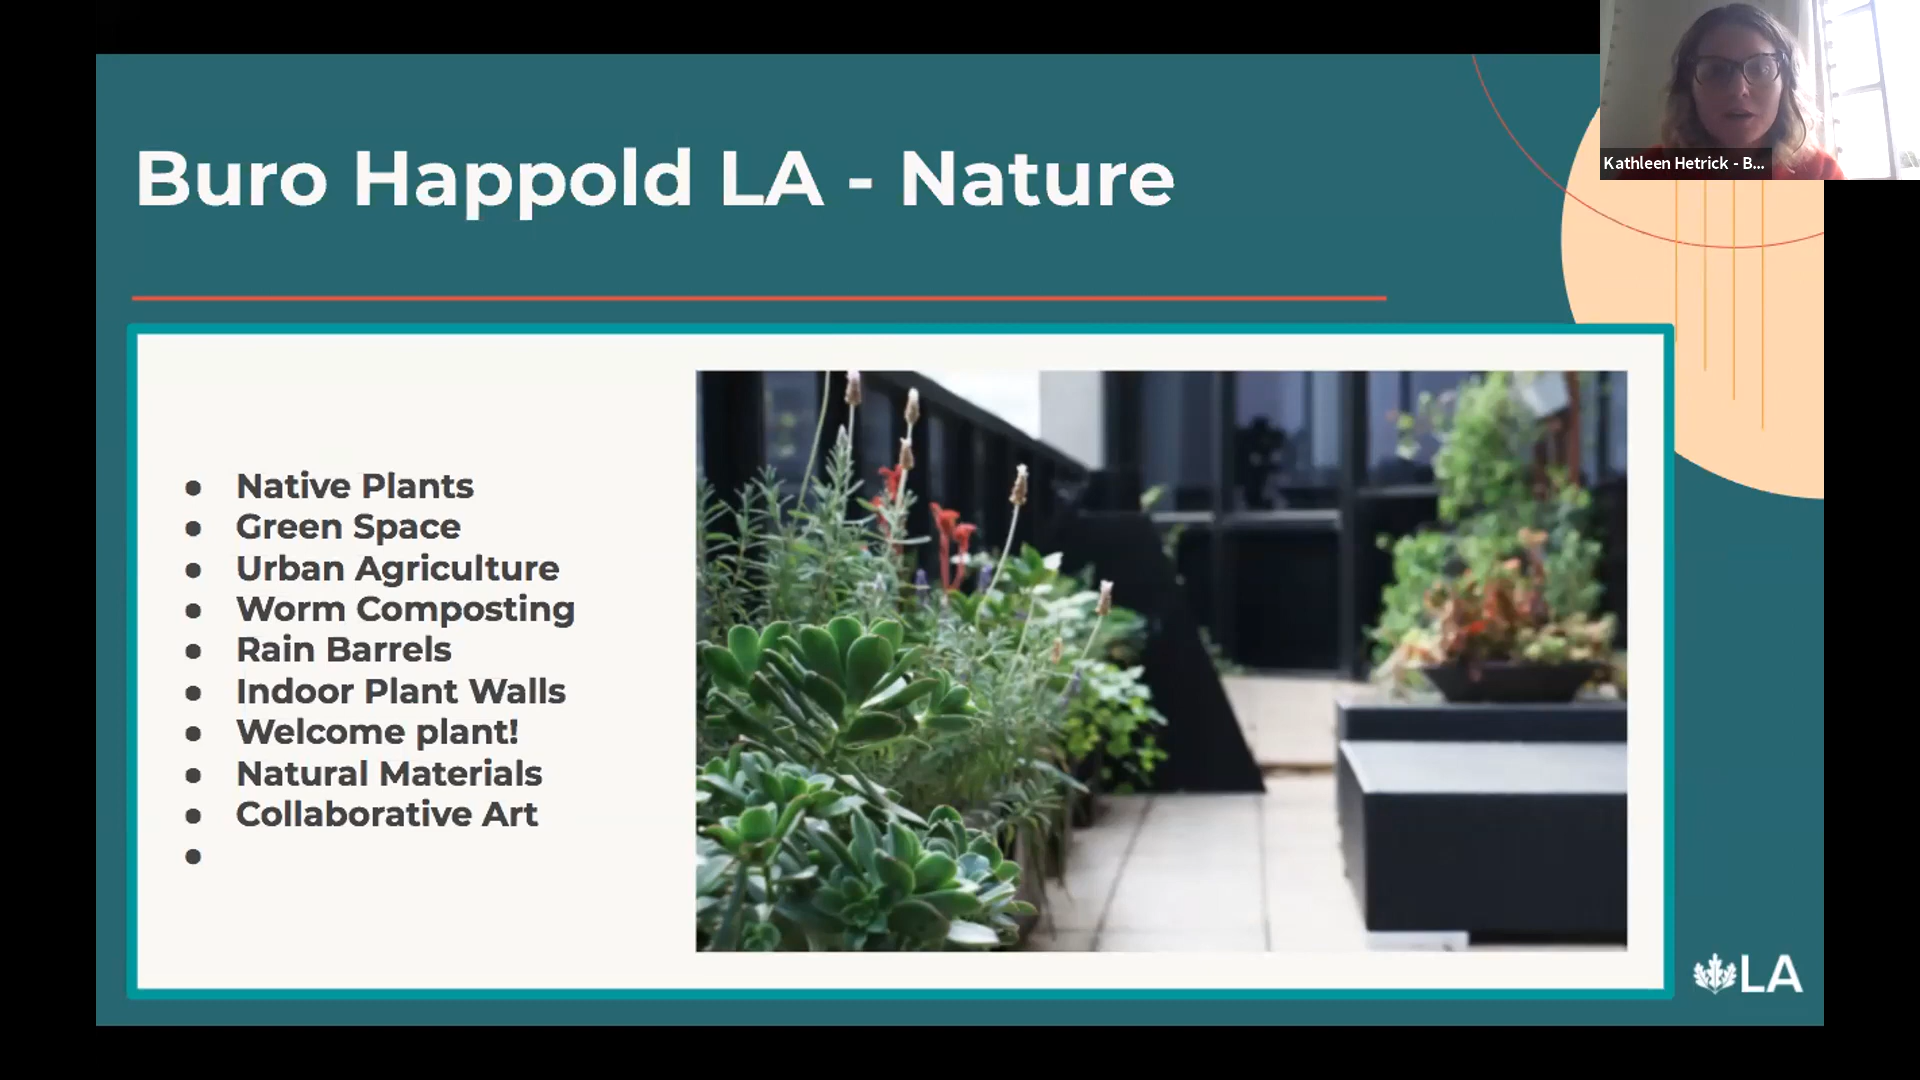 Kathleen Hetrick - B...
Buro Happold LA - Nature
● Native Plants
● Green Space
● Urban Agriculture
● Worm Composting
● Rain Barrels
● Indoor Plant Walls
● Welcome plant!
● Natural Materials
● Collaborative Art
●
LA